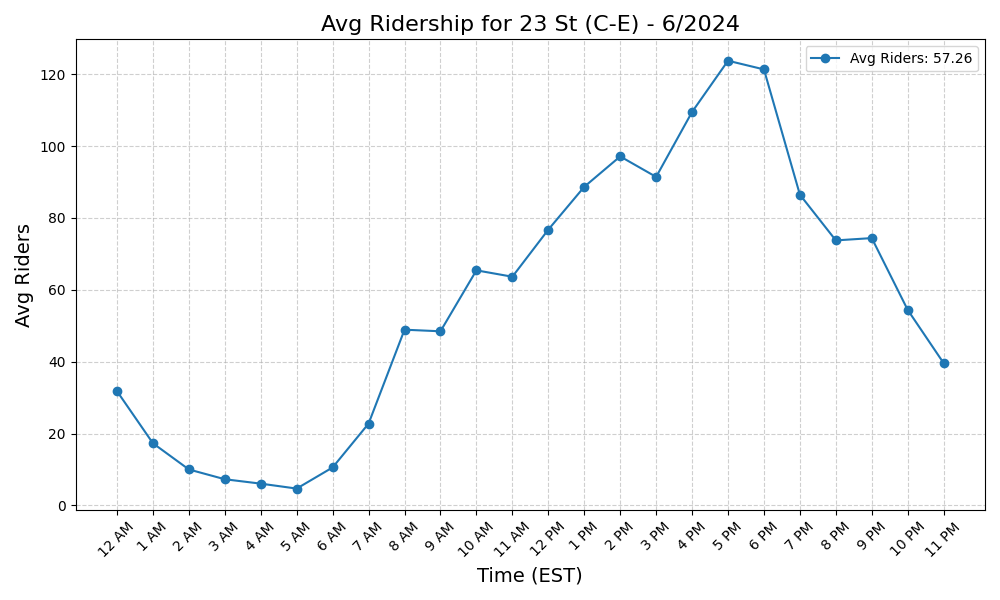 Avg Ridership for 23 St (C-E) - 6/2024
Avg Riders: 57.26
120
100
80
60
40
20
0
Avg Riders
12 AM
1 AM
2 AM
3 AM
4 AM
5 AM
6 AM
7 AM
8 AM
9 AM
10 AM
11 AM
12 PM
1 PM
2 PM
3 PM
4 PM
5 PM
6 PM
7 PM
8 PM
9 PM
10 PM
11 PM
Time (EST)